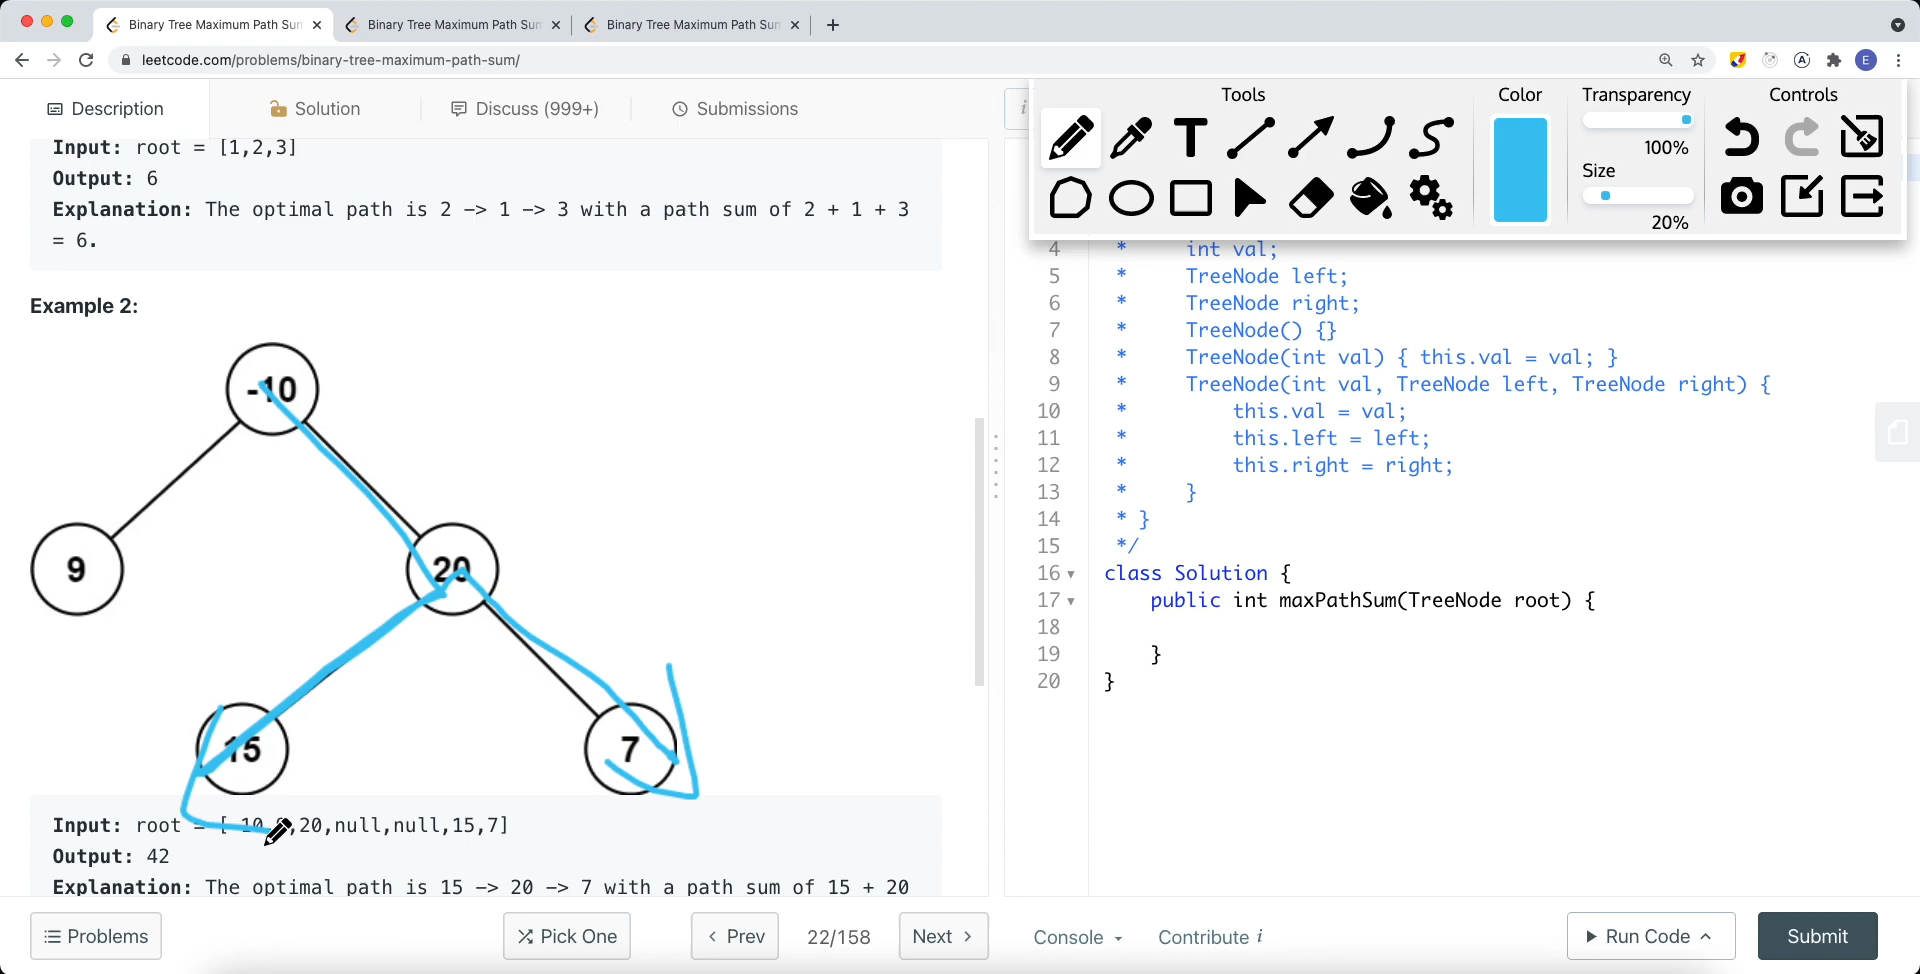 Binary Tree Maximum Path Sum
Binary Tree Maximum Path Sum
Binary Tree Maximum Path Sum
leetcode.com/problems/binary-tree-maximum-path-sum/
E
Description
Solution
Discuss (999+)
Submissions
i
Tools
Color
Transparency
Controls
T
100%
Size
20%
Input: root = [1,2,3]
Output: 6
Explanation: The optimal path is 2 -> 1 -> 3 with a path sum of 2 + 1 + 3
= 6.
Example 2:
-10
9
20
15
7
Input: root = [-10,9,20,null,null,15,7]
Output: 42
Explanation: The optimal path is 15 -> 20 -> 7 with a path sum of 15 + 20
4 * int val;
5 * TreeNode left;
6 * TreeNode right;
7 * TreeNode() {}
8 * TreeNode(int val) { this.val = val; }
9 * TreeNode(int val, TreeNode left, TreeNode right) {
10 * this.val = val;
11 * this.left = left;
12 * this.right = right;
13 * }
14 * }
15 */
16 class Solution {
17 public int maxPathSum(TreeNode root) {
18
19 }
20 }
Problems
Pick One
Prev
22/158
Next
Console
Contribute i
Run Code
Submit